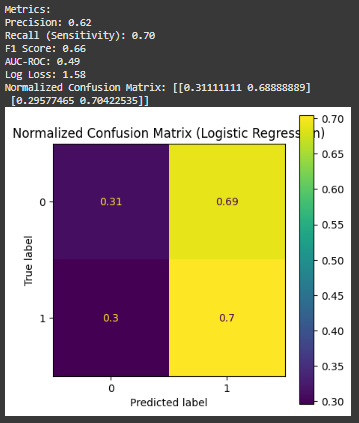 Metrics:
Precision: 0.62
Recall (Sensitivity): 0.70
F1 Score: 0.66
AUC-ROC: 0.49
Log Loss: 1.58
Normalized Confusion Matrix: [[0.31111111 0.68888889]
[0.29577465 0.70422535]]
Normalized Confusion Matrix (Logistic Regression)
0.70
0.65
0.60
0.55
0.50
0.45
0.40
0.35
0.30
True label
0
0.31
0.69
1
0.3
0.7
0
1
Predicted label